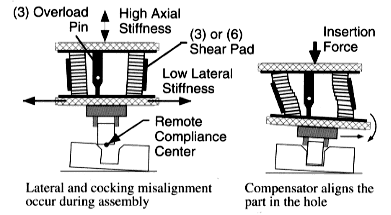 (3) Overload
Pin
High Axial
Stiffness
(3) or (6)
Shear Pad
Low Lateral
Stiffness
Remote
Compliance
Center
Lateral and cocking misalignment
occur during assembly
Insertion
Force
Compensator aligns the
part in the hole